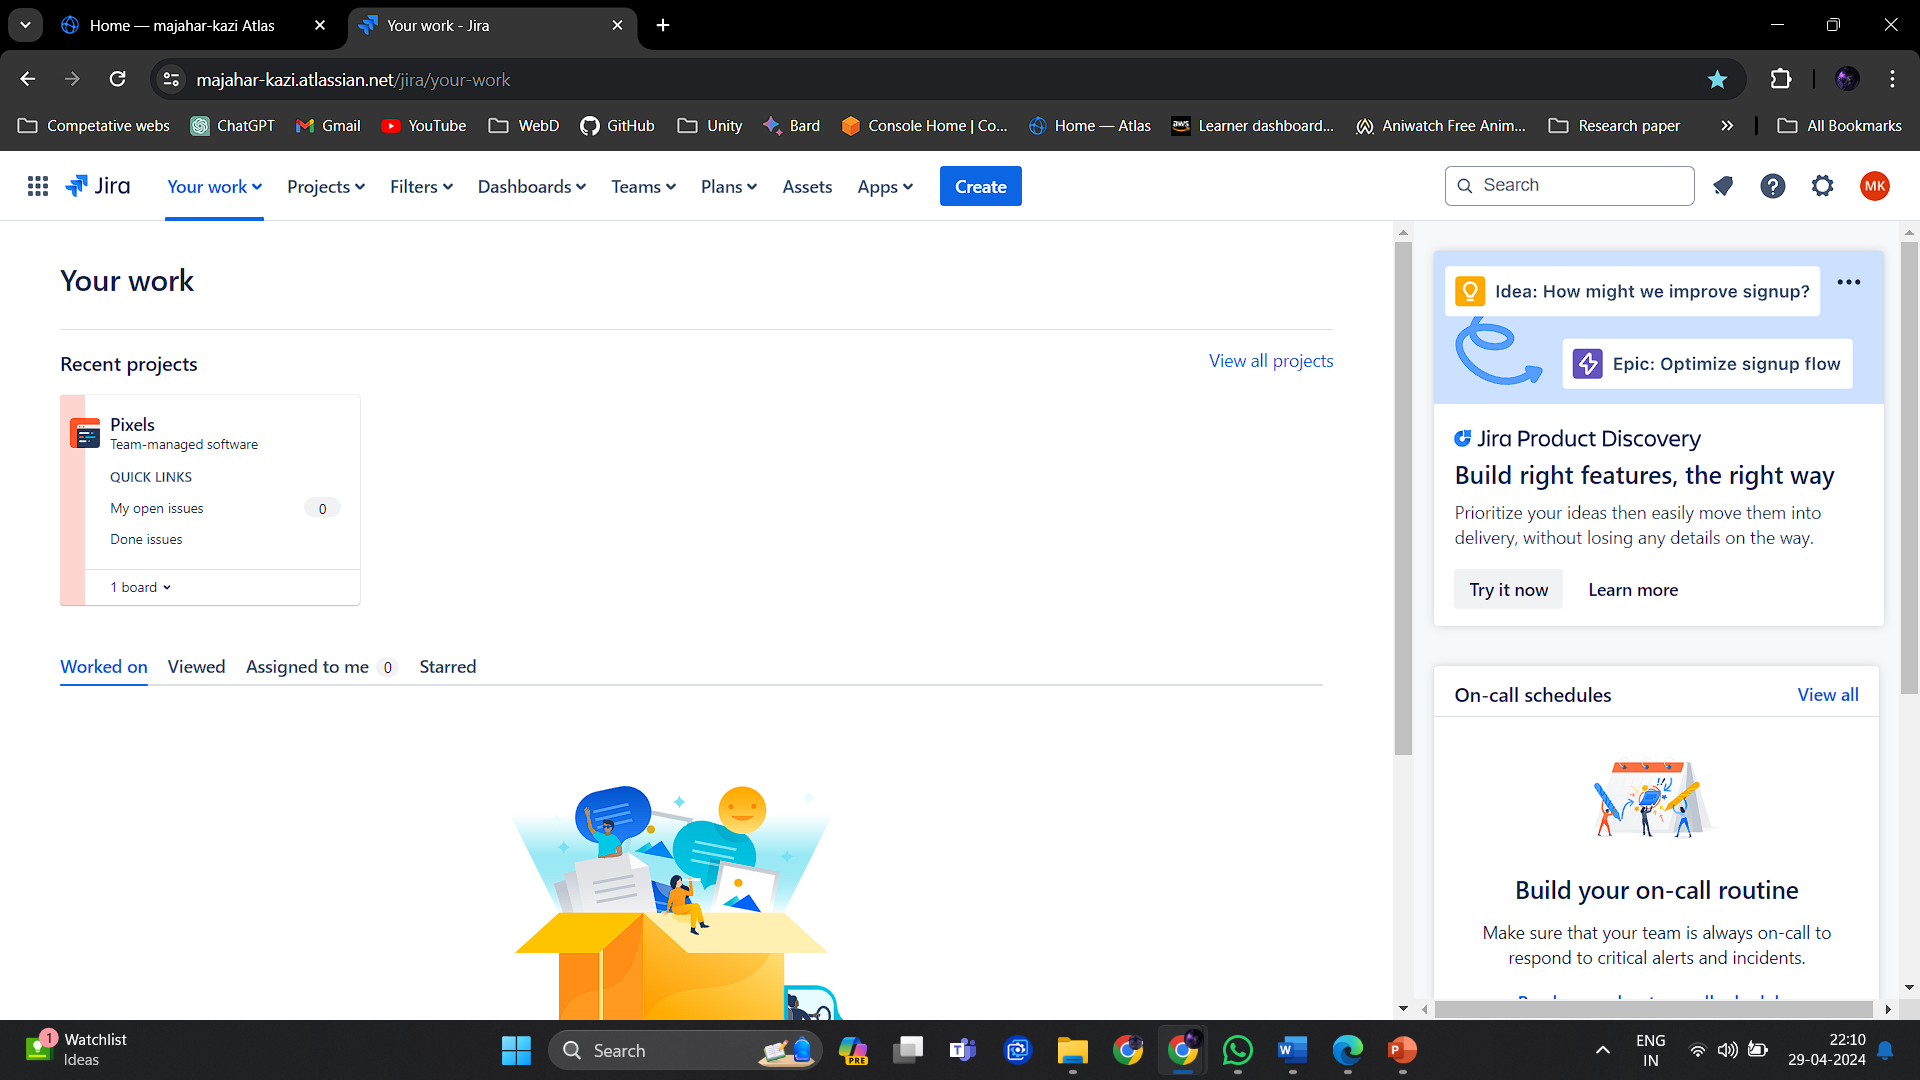 Home — majahar-kazi Atlas
Your work - Jira
majahar-kazi.atlassian.net/jira/your-work
Competative webs
ChatGPT
Gmail
YouTube
WebD
GitHub
Unity
Bard
Console Home | Co...
Home — Atlas
aws
Learner dashboard...
Aniwatch Free Anim...
Research paper
All Bookmarks
Jira
Your work
Projects
Filters
Dashboards
Teams
Plans
Assets
Apps
Create
Search
MK
Your work
Recent projects
View all projects
Pixels
Team-managed software
QUICK LINKS
My open issues 0
Done issues
1 board
Worked on
Viewed
Assigned to me 0
Starred
Idea: How might we improve signup?
Epic: Optimize signup flow
Jira Product Discovery
Build right features, the right way
Prioritize your ideas then easily move them into
delivery, without losing any details on the way.
Try it now
Learn more
On-call schedules
View all
Build your on-call routine
Make sure that your team is always on-call to
respond to critical alerts and incidents.
1
Watchlist
Ideas
Search
PRE
ENG
IN
22:10
29-04-2024